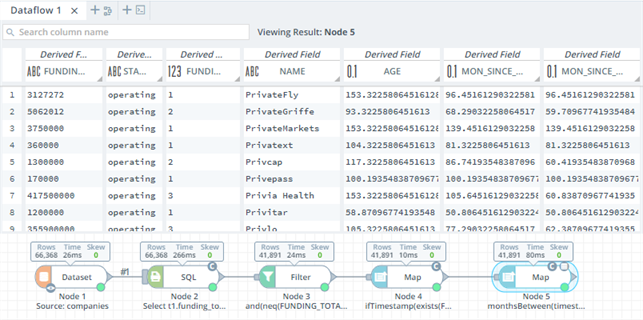 Dataflow 1
Search column name
Viewing Result: Node 5
Derived F... Derive... Derived ... Derived Field Derived Field Derived Field Derived Field
ABC FUNDIN... ABC STA... 123 FUNDI... ABC NAME 0.1 AGE 0.1 MON_SINCE_... 0.1 MON_SINCE_...
1 3127272 operating 1 PrivateFly 153.3225806451612 96.45161290322581 96.45161290322581
2 5062012 operating 2 PrivateGriffe 93.3225806451613 68.29032258064517 59.70967741935484
3 3750000 operating 1 PrivateMarkets 153.3225806451612 139.4516129032258 139.4516129032258
4 360000 operating 1 Privatext 104.3225806451613 81.3225806451613 81.3225806451613
5 1300000 operating 2 Privcap 117.3225806451613 86.74193548387096 60.41935483870968
6 170000 operating 1 Privepass 100.1935483870967 100.1935483870967 100.1935483870967
7 417500000 operating 3 Privia Health 153.3225806451612 105.6451612903225 60.83870967741935
8 1200000 operating 1 Privitar 58.87096774193548 50.80645161290322 50.80645161290322
9 355900000 operating 3 Privlo 95.3225806451613 77.29032258064517 62.38709677419355
Rows Time Skew Rows Time Skew Rows Time Skew Rows Time Skew Rows Time Skew
66,368 26ms 0 66,368 266ms 0 41,891 24ms 0 41,891 10ms 0 41,891 80ms 0
Dataset #1 SQL Filter Map Map
Node 1 Node 2 Node 3 Node 4 Node 5
Source: companies Select t1.funding_to... and(neq(FUNDING_TOTA... ifTimestamp(exists(F... monthsBetween(timest...